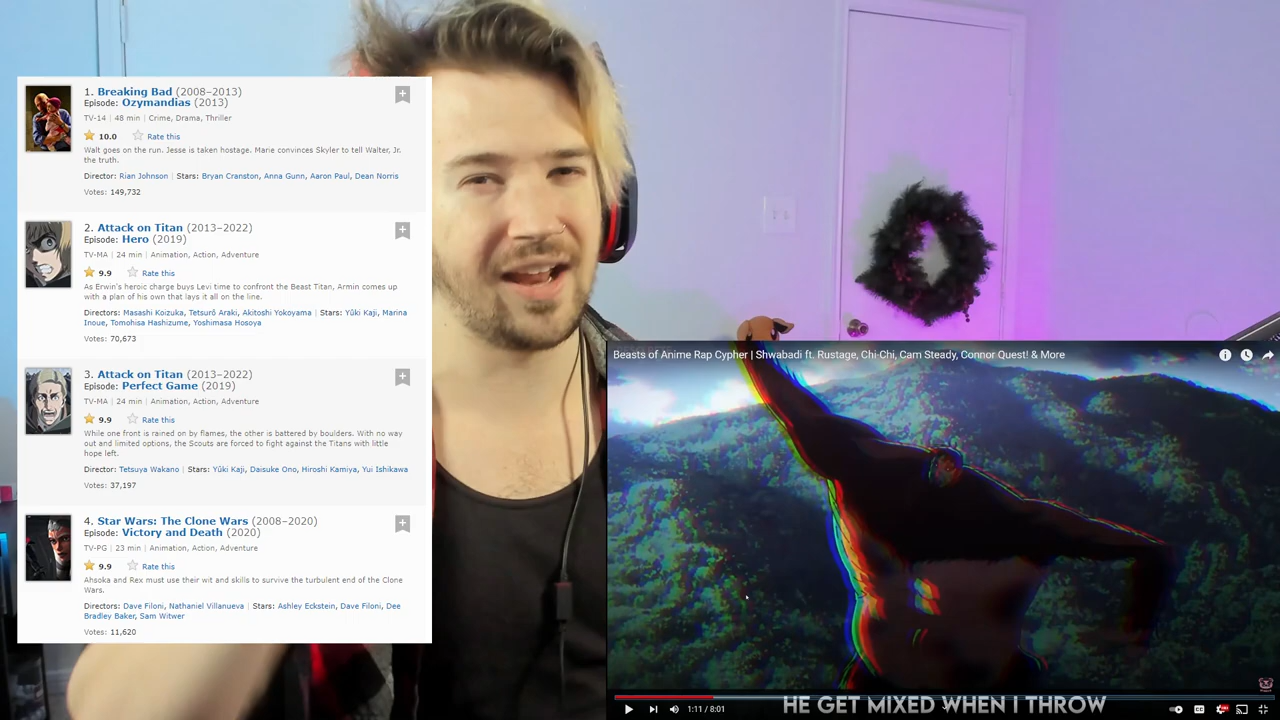 1. Breaking Bad (2008–2013)
Episode: Ozymandias (2013)
TV-14 | 48 min | Crime, Drama, Thriller
10.0 Rate this
Walt goes on the run. Jesse is taken hostage. Marie convinces Skyler to tell Walter, Jr.
the truth.
Director: Rian Johnson | Stars: Bryan Cranston, Anna Gunn, Aaron Paul, Dean Norris
Votes: 149,732
2. Attack on Titan (2013–2022)
Episode: Hero (2019)
TV-MA | 24 min | Animation, Action, Adventure
9.9 Rate this
As Erwin's heroic charge buys Levi time to confront the Beast Titan, Armin comes up
with a plan of his own that lays it all on the line.
Directors: Masashi Koizuka, Tetsurō Araki, Akitoshi Yokoyama | Stars: Yûki Kaji, Marina
Inoue, Tomohisa Hashizume, Yoshimasa Hosoya
Votes: 70,673
3. Attack on Titan (2013–2022)
Episode: Perfect Game (2019)
TV-MA | 24 min | Animation, Action, Adventure
9.9 Rate this
While one front is rained on by flames, the other is battered by boulders. With no way
out and limited options, the Scouts are forced to fight against the Titans with little
hope left.
Director: Tetsuya Wakano | Stars: Yûki Kaji, Daisuke Ono, Hiroshi Kamiya, Yui Ishikawa
Votes: 37,197
4. Star Wars: The Clone Wars (2008–2020)
Episode: Victory and Death (2020)
TV-PG | 23 min | Animation, Action, Adventure
9.9 Rate this
Ahsoka and Rex must use their wit and skills to survive the turbulent end of the Clone
Wars.
Directors: Dave Filoni, Nathaniel Villanueva | Stars: Ashley Eckstein, Dave Filoni, Dee
Bradley Baker, Sam Witwer
Votes: 11,620
Beasts of Anime Rap Cypher | Shwabadi ft. Rustage, Chi-Chi, Cam Steady, Connor Quest! & More
HE GET MIXED WHEN I THROW
1:11 / 8:01